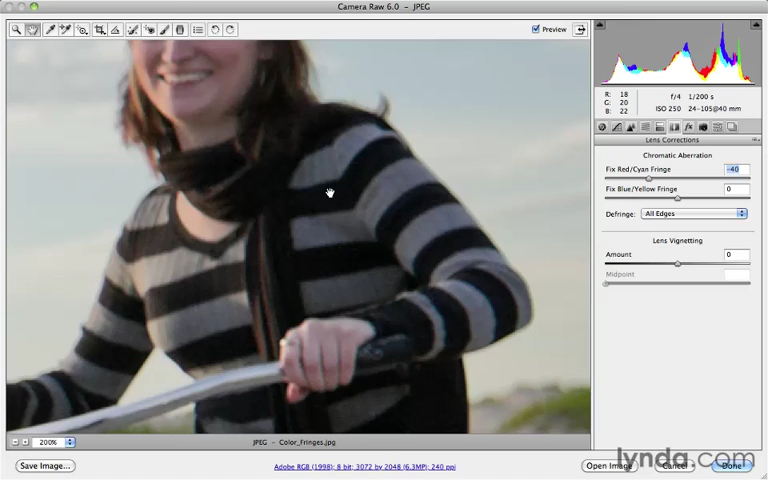 Camera Raw 6.0 - JPEG
Preview
R: 18
G: 20
B: 22
f/4 1/200 s
ISO 250 24-105@40 mm
Lens Corrections
Chromatic Aberration
Fix Red/Cyan Fringe -40
Fix Blue/Yellow Fringe 0
Defringe: All Edges
Lens Vignetting
Amount 0
Midpoint
200%
JPEG - Color_Fringes.jpg
Save Image...
Adobe RGB (1998); 8 bit; 3072 by 2048 (6.3MP); 240 ppi
Open Image
Cancel
Done
lynda.com